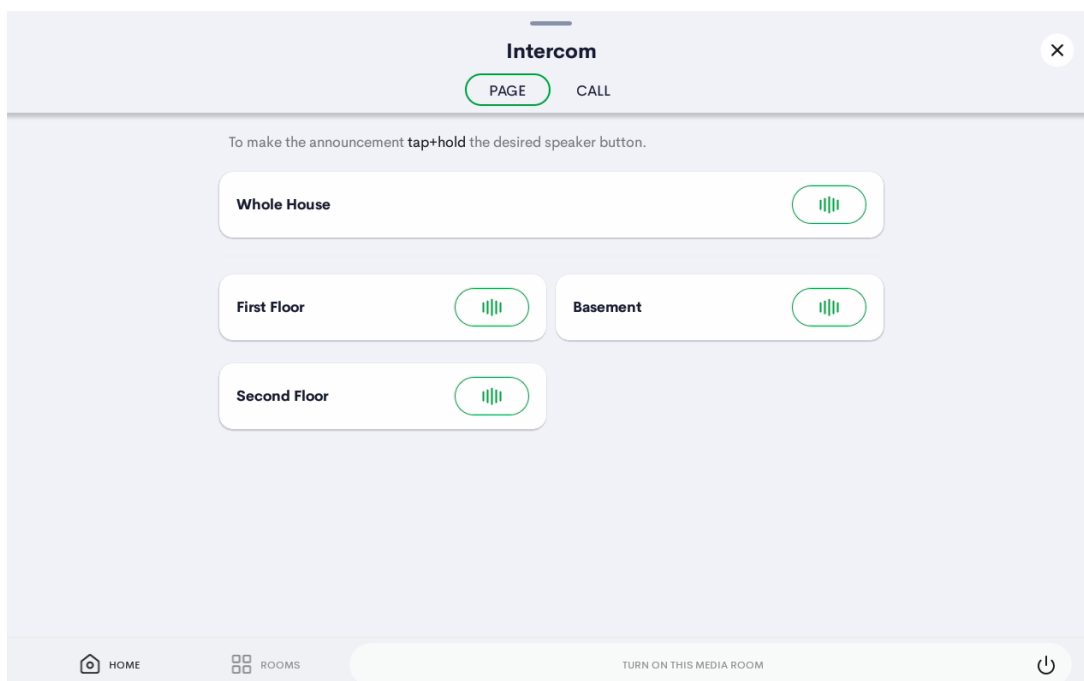 Intercom
PAGE CALL
To make the announcement tap+hold the desired speaker button.
Whole House
First Floor
Basement
Second Floor
HOME
ROOMS
TURN ON THIS MEDIA ROOM